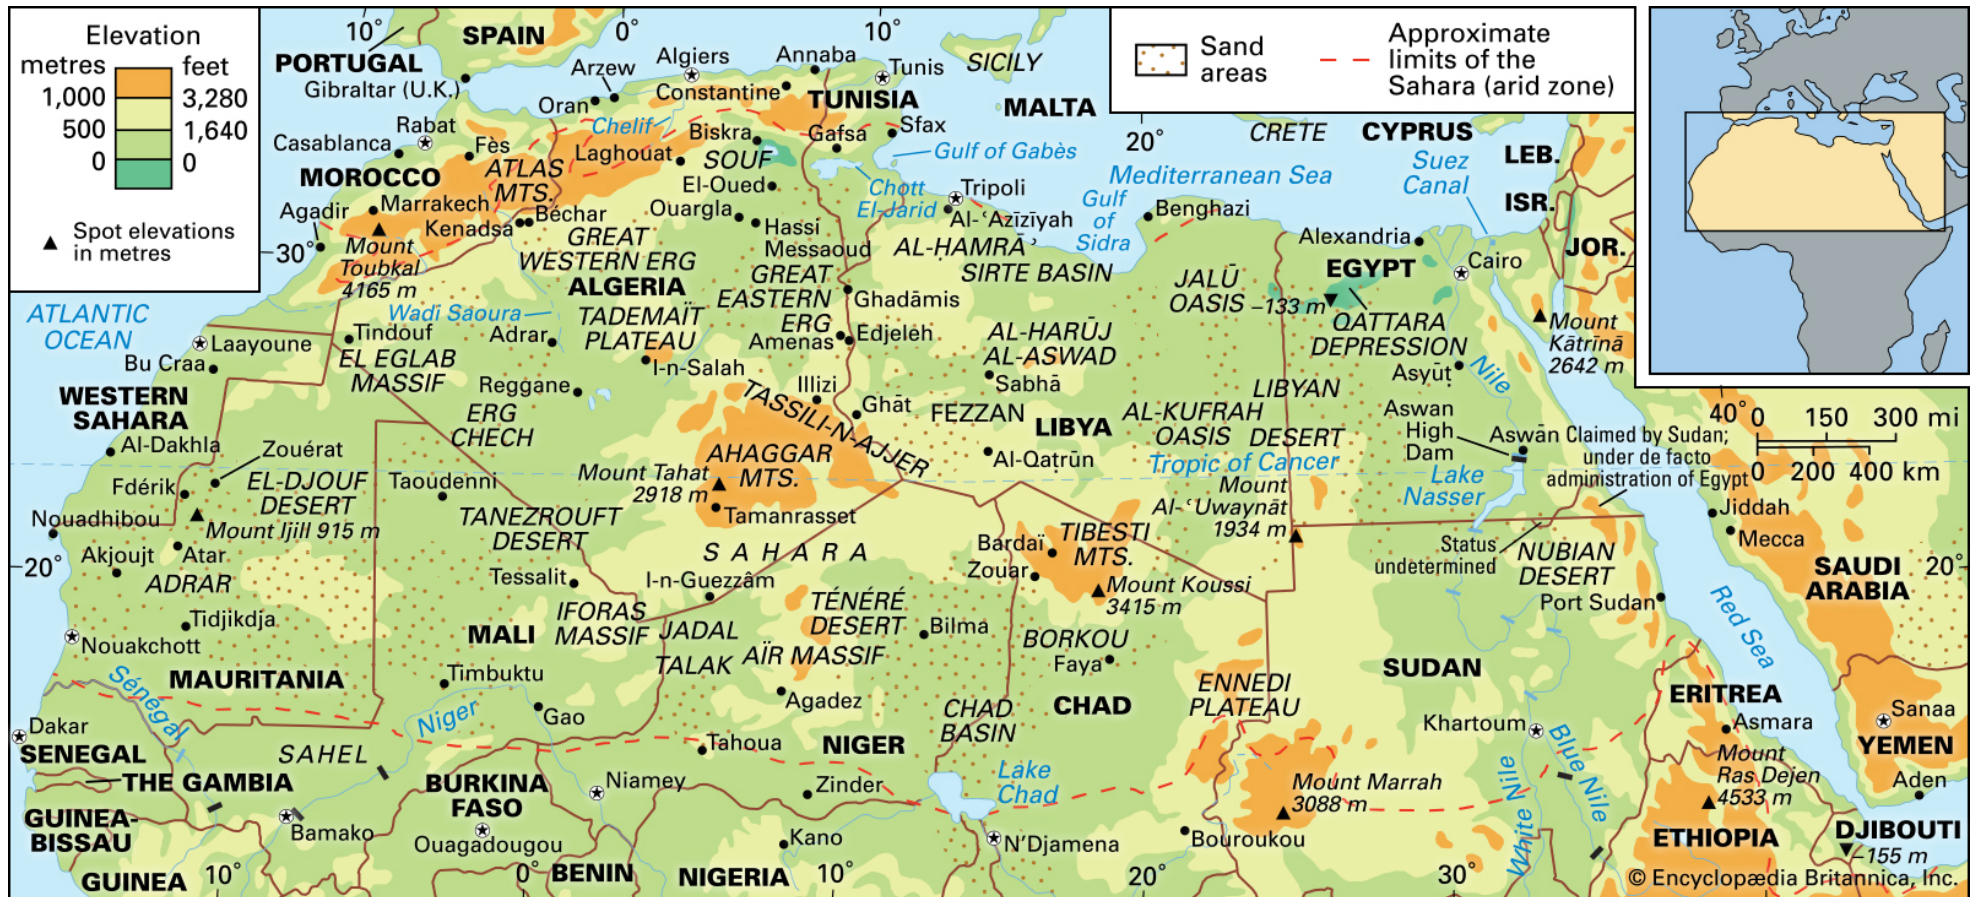 Elevation
metres feet
1,000 3,280
500 1,640
0 0
Spot elevations
in metres
Sand
areas
Approximate
limits of the
Sahara (arid zone)
10° 0° 10°
SPAIN
PORTUGAL
Gibraltar (U.K.)
Arzew
Algiers
Annaba
Tunis
SICILY
Oran
Constantine
TUNISIA
MALTA
Rabat
Chelif
Biskra
Gafsa
Sfax
20°
CRETE
CYPRUS
Casablanca
Fès
Laghouat
SOUF
Gulf of Gabès
Suez
Canal
LEB.
MOROCCO
ATLAS
MTS.
El-Oued
Chott
El-Jarid
Tripoli
Mediterranean Sea
ISR.
Agadir
Marrakech
Kenadsa
Béchar
Ouargla
Hassi
Messaoud
Al-ʻAzīzīyah
Gulf
of
Sidra
Benghazi
Alexandria
Cairo
JOR.
30°
Mount
Toubkal
4165 m
GREAT
WESTERN ERG
AL-ḤAMRĀʼ
SIRTE BASIN
EGYPT
ALGERIA
GREAT
EASTERN
ERG
JALŪ
OASIS
–133 m
ATLANTIC
OCEAN
Wadi Saoura
TADEMAÏT
PLATEAU
Ghadāmis
QATTARA
DEPRESSION
Mount
Kātrīnā
2642 m
Laayoune
Tindouf
Adrar
Amenas
Edjeleh
AL-HARŪJ
AL-ASWAD
Bu Craa
EL EGLAB
MASSIF
I-n-Salah
Sabhā
Asyūṭ
Nile
WESTERN
SAHARA
Reggane
Illizi
TASSILI-N-AJJER
Ghāt
FEZZAN
LIBYA
LIBYAN
DESERT
AL-KUFRAH
OASIS
Aswan
High
Dam
Aswān
Claimed by Sudan;
under de facto
administration of Egypt
40°
0 150 300 mi
0 200 400 km
ERG
CHECH
Al-Dakhla
Zouérat
AHAGGAR
MTS.
Al-Qaṭrūn
Tropic of Cancer
Lake
Nasser
Fdérik
EL-DJOUF
DESERT
Taoudenni
Mount Tahat
2918 m
Mount
Al-ʻUwaynāt
1934 m
Jiddah
Nouadhibou
Mount Ijill 915 m
TANEZROUFT
DESERT
Tamanrasset
TIBESTI
MTS.
Bardaï
Mecca
Akjoujt
Atar
SAHARA
Status
undetermined
NUBIAN
DESERT
SAUDI
ARABIA
20°
20°
ADRAR
Tessalit
I-n-Guezzâm
Zouar
Mount Koussi
3415 m
Port Sudan
Red Sea
Tidjikdja
IFORAS
MASSIF
TÉNÉRÉ
DESERT
Bilma
Nouakchott
MALI
JADAL
BORKOU
MAURITANIA
Timbuktu
TALAK
AÏR MASSIF
Faya
SUDAN
Sénégal
Agadez
ENNEDI
PLATEAU
ERITREA
Dakar
Niger
Gao
CHAD
BASIN
CHAD
Khartoum
Asmara
Sanaa
SENEGAL
SAHEL
Tahoua
NIGER
Blue Nile
Mount
Ras Dejen
4533 m
YEMEN
THE GAMBIA
BURKINA
FASO
Niamey
Zinder
Lake
Chad
Mount Marrah
3088 m
White Nile
Aden
GUINEA-
BISSAU
Bamako
Ouagadougou
Kano
N'Djamena
Bouroukou
ETHIOPIA
DJIBOUTI
–155 m
GUINEA
10°
0°
BENIN
NIGERIA
10°
20°
30°
© Encyclopædia Britannica, Inc.